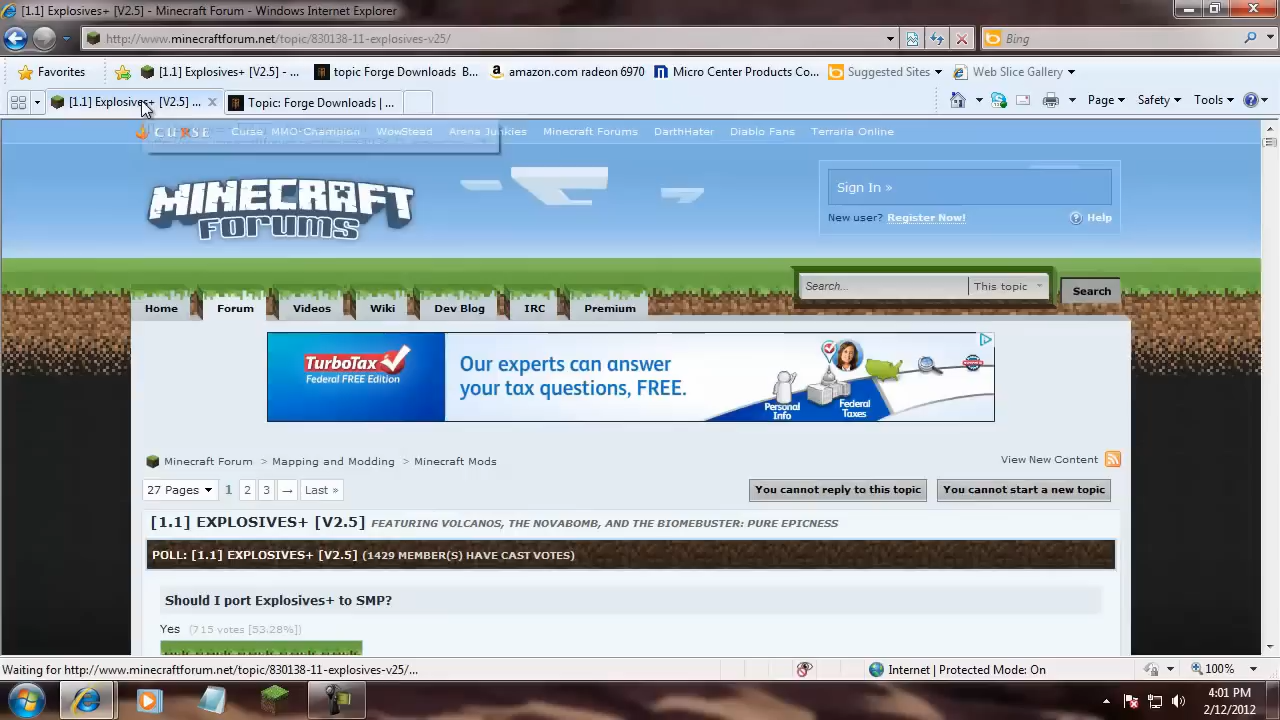 [1.1] Explosives+ [V2.5] - Minecraft Forum - Windows Internet Explorer
http://www.minecraftforum.net/topic/830138-11-explosives-v25/
Bing
Favorites [1.1] Explosives+ [V2.5] - ... topic Forge Downloads B... amazon.com radeon 6970 Micro Center Products Co... Suggested Sites Web Slice Gallery
[1.1] Explosives+ [V2.5] ... Topic: Forge Downloads | ... Page Safety Tools
CURSE Curse, MMO-Champion WowStead Arena Junkies Minecraft Forums DarthHater Diablo Fans Terraria Online
MINECRAFT
FORUMS
Sign In »
New user? Register Now! Help
Search... This topic Search
Home Forum Videos Wiki Dev Blog IRC Premium
TurboTax
Federal FREE Edition
Our experts can answer
your tax questions, FREE.
Personal
Info
Federal
Taxes
Minecraft Forum > Mapping and Modding > Minecraft Mods View New Content
27 Pages 1 2 3 → Last » You cannot reply to this topic You cannot start a new topic
[1.1] EXPLOSIVES+ [V2.5] FEATURING VOLCANOS, THE NOVABOMB, AND THE BIOMEBUSTER: PURE EPICNESS
POLL: [1.1] EXPLOSIVES+ [V2.5] (1429 MEMBER(S) HAVE CAST VOTES)
Should I port Explosives+ to SMP?
Yes (715 votes [53.28%])
Waiting for http://www.minecraftforum.net/topic/830138-11-explosives-v25/... Internet | Protected Mode: On 100%
4:01 PM
2/12/2012